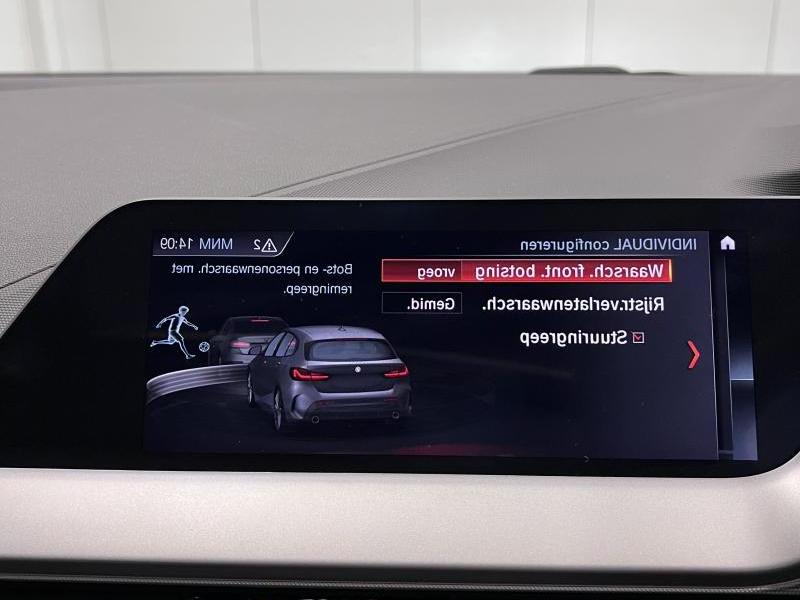 INDIVIDUAL configureren
2 MNM 14:09
Waarsch. front. botsing vroeg
Rijstr.verlatenwaarsch. Gemid.
Stuuringreep
Bots- en personenwaarsch. met
remingreep.